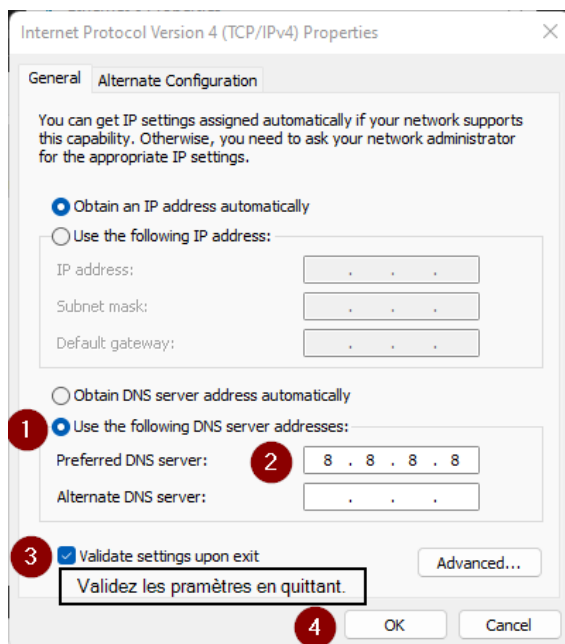 Internet Protocol Version 4 (TCP/IPv4) Properties
General
Alternate Configuration
You can get IP settings assigned automatically if your network supports
this capability. Otherwise, you need to ask your network administrator
for the appropriate IP settings.
Obtain an IP address automatically
Use the following IP address:
IP address:
Subnet mask:
Default gateway:
Obtain DNS server address automatically
1 Use the following DNS server addresses:
Preferred DNS server: 2 8 . 8 . 8 . 8
Alternate DNS server:
3 Validate settings upon exit
Advanced...
Validez les pramètres en quittant.
4 OK Cancel